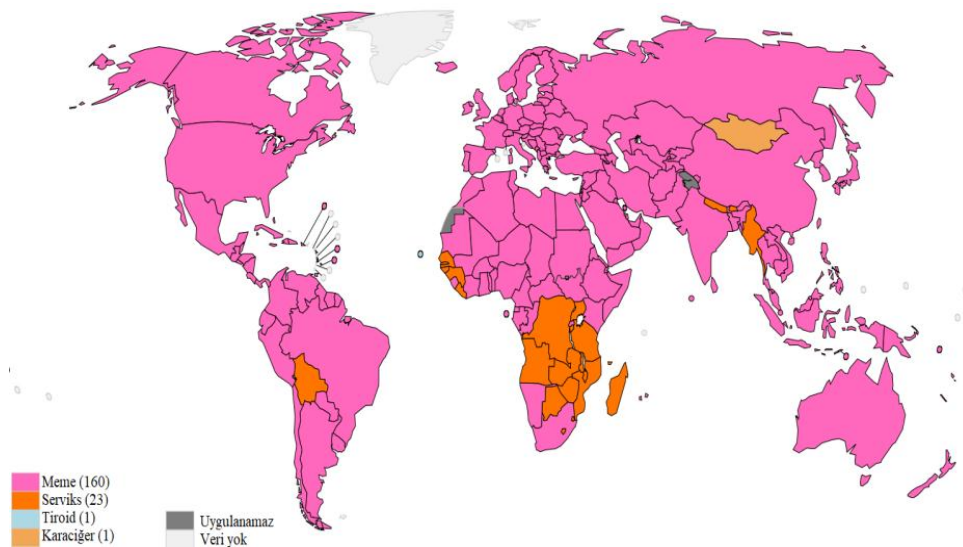 Meme (160)
Serviks (23)
Tiroid (1)
Karaciğer (1)
Uygulanamaz
Veri yok